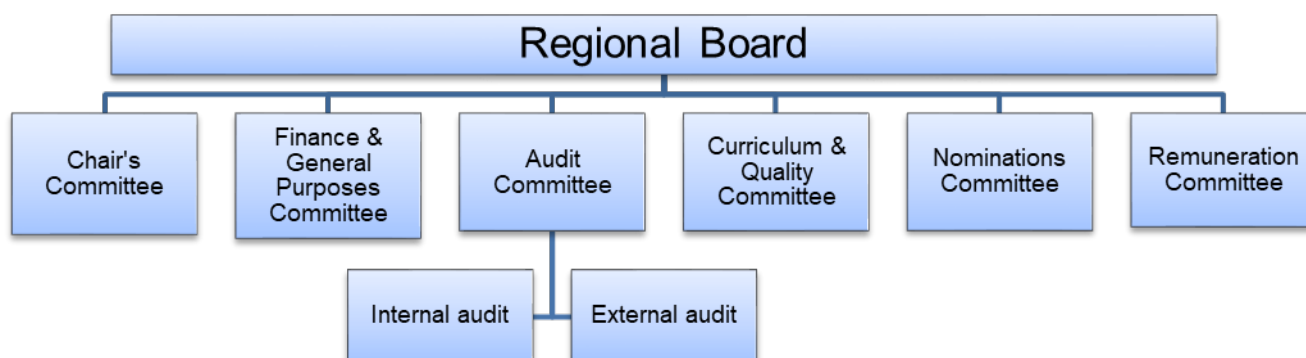 Regional Board
Chair's
Committee
Finance &
General
Purposes
Committee
Audit
Committee
Curriculum &
Quality
Committee
Nominations
Committee
Remuneration
Committee
Internal audit
External audit